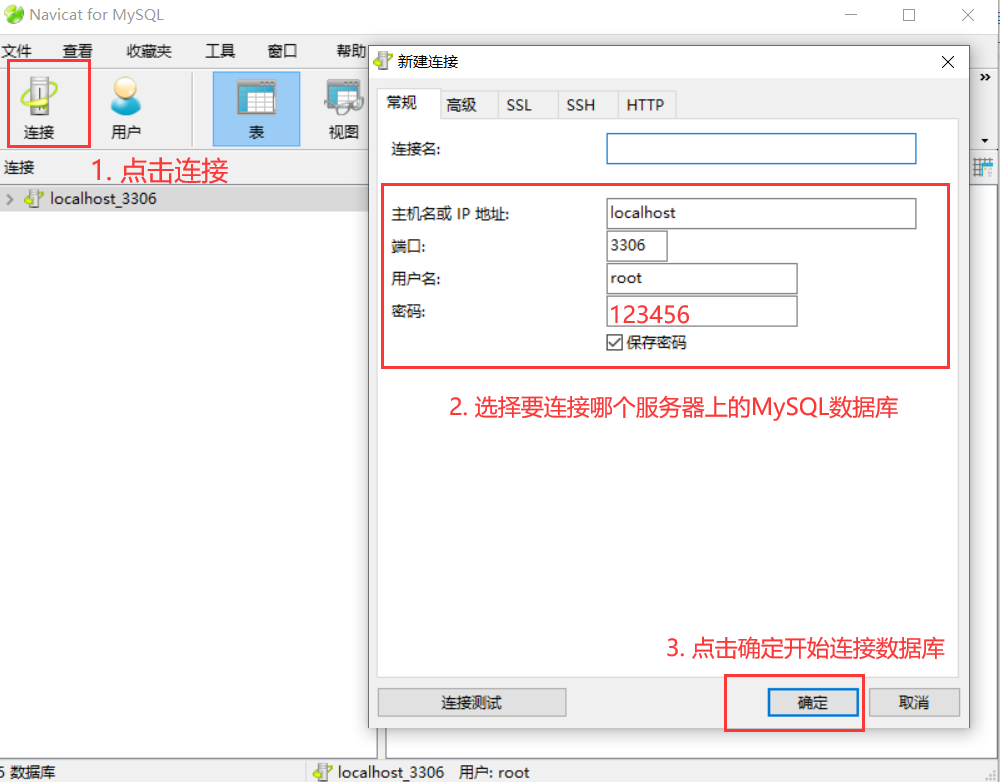 Navicat for MySQL
文件 查看 收藏夹 工具 窗口 帮助
新建连接
常规 高级 SSL SSH HTTP
连接 用户 表 视图
»
连接名:
1. 点击连接
连接
localhost_3306
主机名或 IP 地址: localhost
端口: 3306
用户名: root
密码: 123456
保存密码
2. 选择要连接哪个服务器上的MySQL数据库
3. 点击确定开始连接数据库
连接测试 确定 取消
数据库 localhost_3306 用户: root